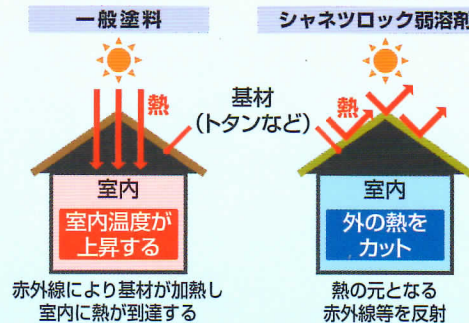 一般塗料
シャネツロック弱溶剤
熱
基材
(トタンなど)
熱
室内
室内温度が
上昇する
室内
外の熱を
カット
赤外線により基材が加熱し
室内に熱が到達する
熱の元となる
赤外線等を反射